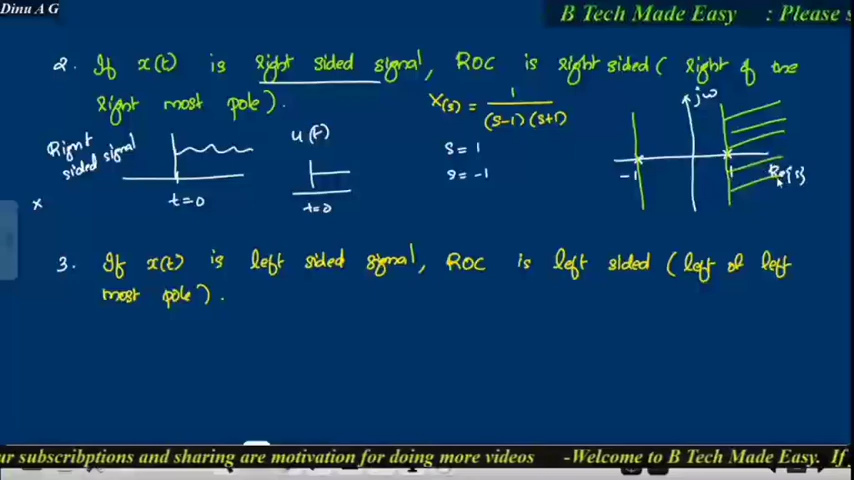 Dinu A G
B Tech Made Easy : Please s
2. If x(t) is right sided signal, ROC is right sided ( right of the
right most pole).
Right
sided signal
t=0
u(t)
t=0
X(s) = 1
(s-1) (s+1)
s = 1
s = -1
jω
-1
1
Re{s}
x
3. If x(t) is left sided signal, ROC is left sided (left of left
most pole).
ur subscribptions and sharing are motivation for doing more videos -Welcome to B Tech Made Easy. If